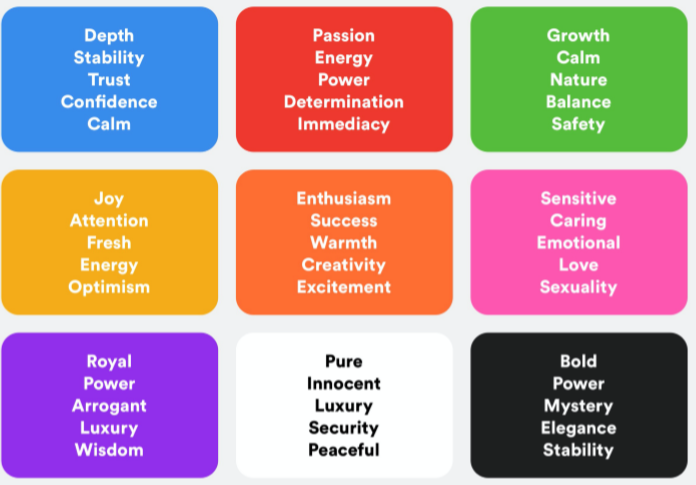 Depth
Stability
Trust
Confidence
Calm
Passion
Energy
Power
Determination
Immediacy
Growth
Calm
Nature
Balance
Safety
Joy
Attention
Fresh
Energy
Optimism
Enthusiasm
Success
Warmth
Creativity
Excitement
Sensitive
Caring
Emotional
Love
Sexuality
Royal
Power
Arrogant
Luxury
Wisdom
Pure
Innocent
Luxury
Security
Peaceful
Bold
Power
Mystery
Elegance
Stability